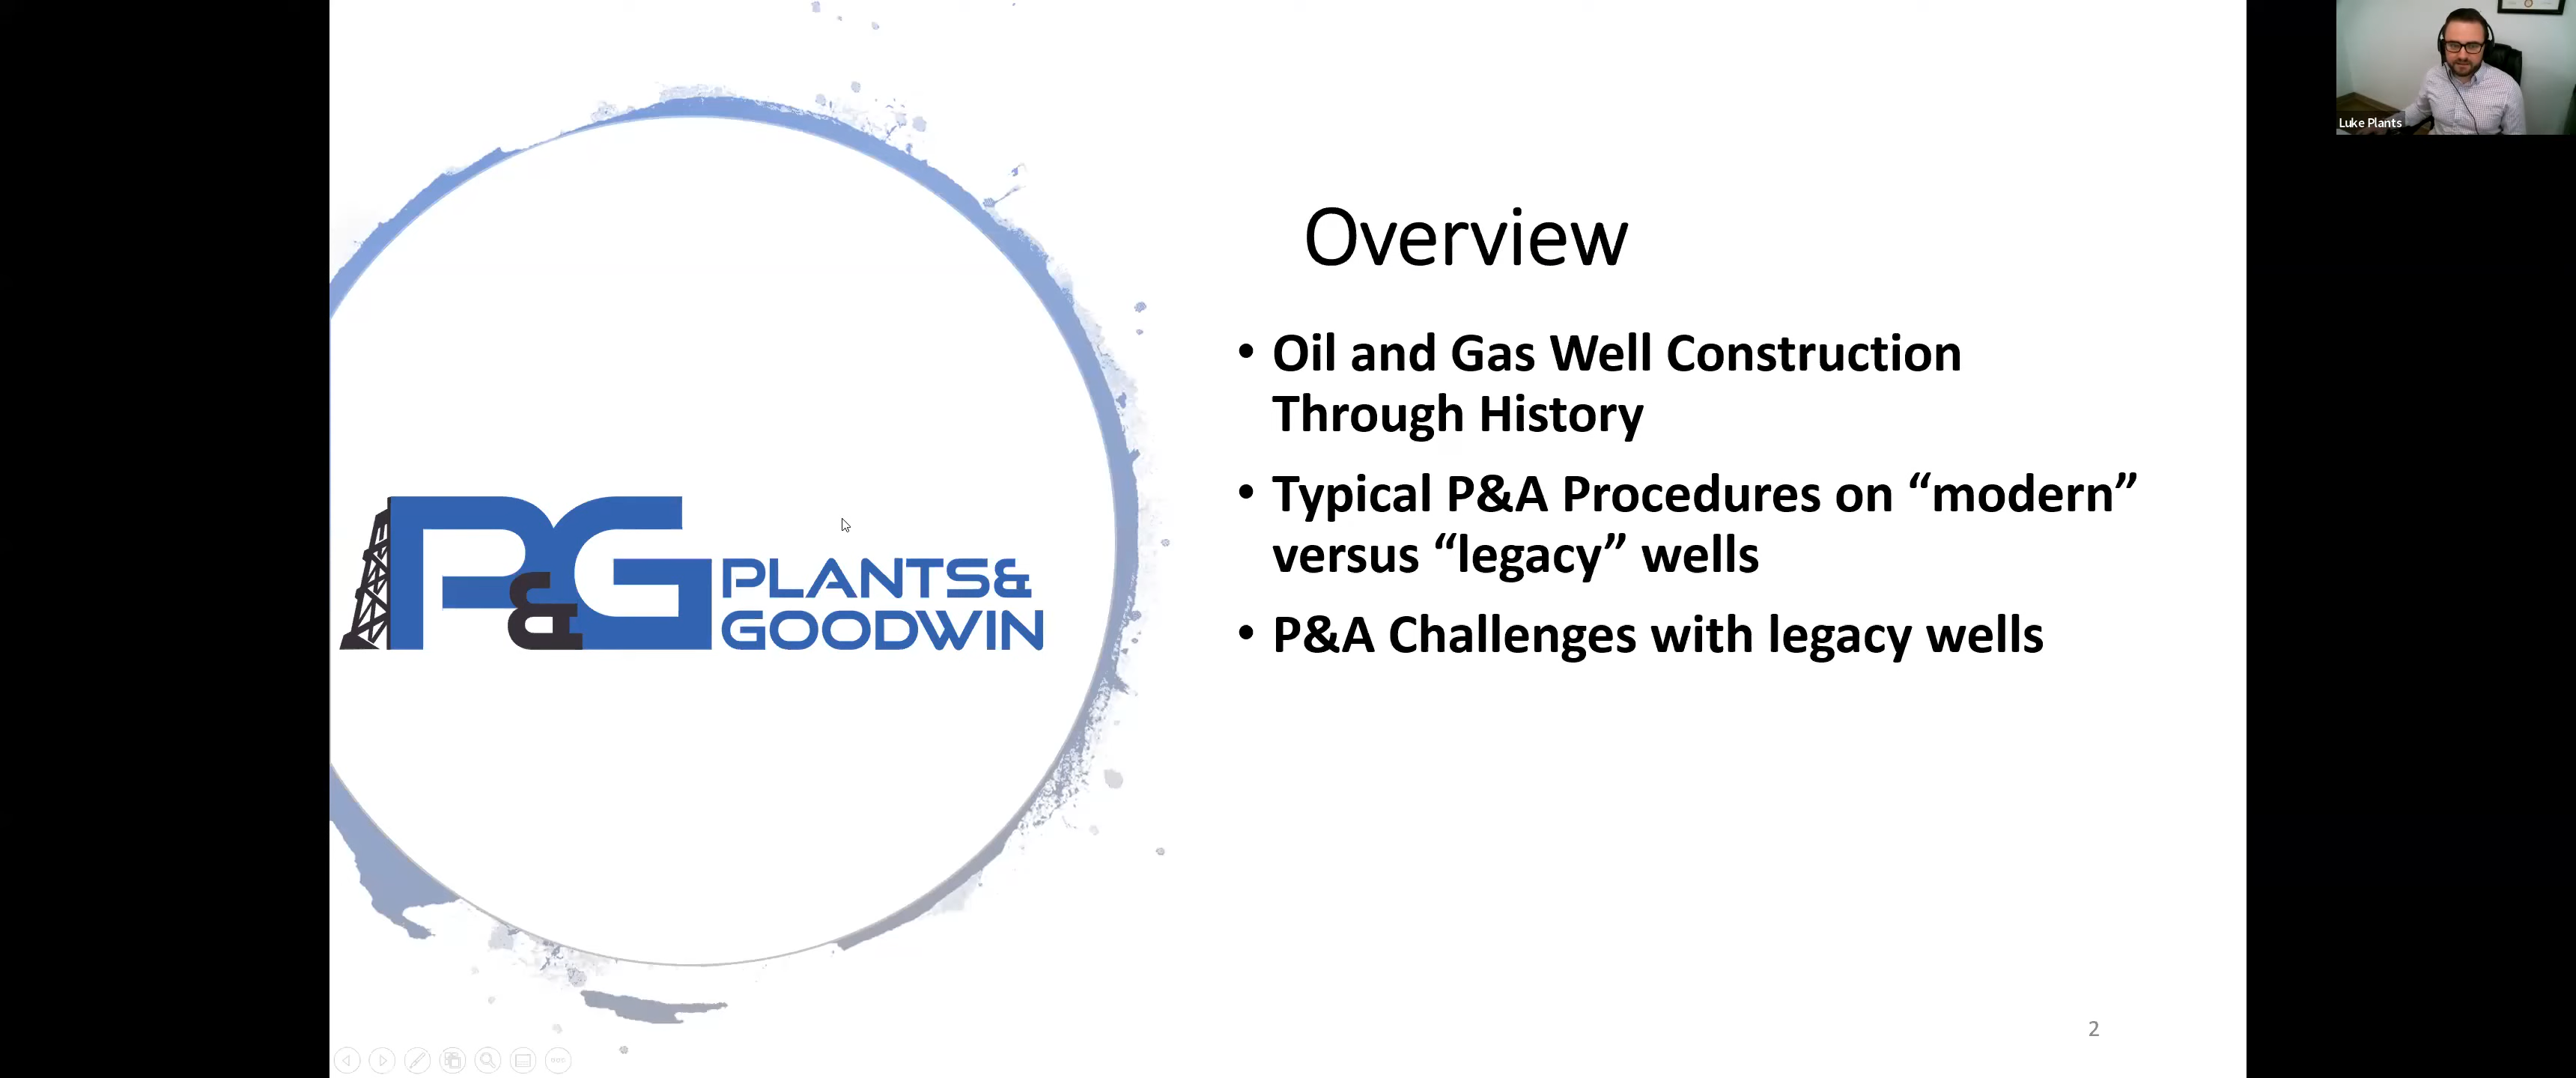 Luke Plants
Overview
• Oil and Gas Well Construction
Through History
• Typical P&A Procedures on “modern”
versus “legacy” wells
• P&A Challenges with legacy wells
P&G
PLANTS&
GOODWIN
2